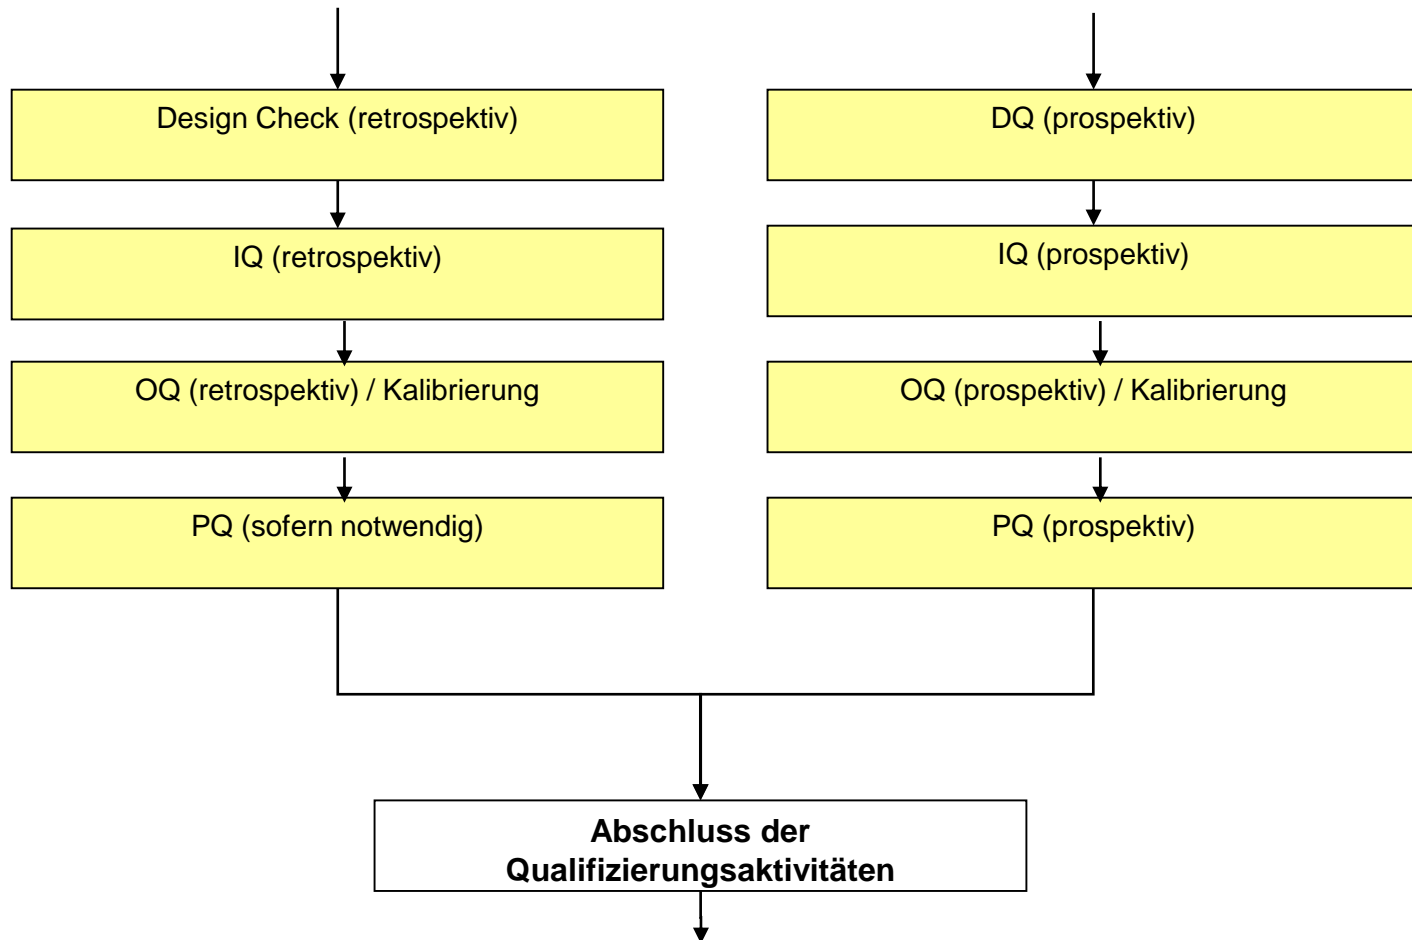 Design Check (retrospektiv)
DQ (prospektiv)
IQ (retrospektiv)
IQ (prospektiv)
OQ (retrospektiv) / Kalibrierung
OQ (prospektiv) / Kalibrierung
PQ (sofern notwendig)
PQ (prospektiv)
Abschluss der
Qualifizierungsaktivitäten